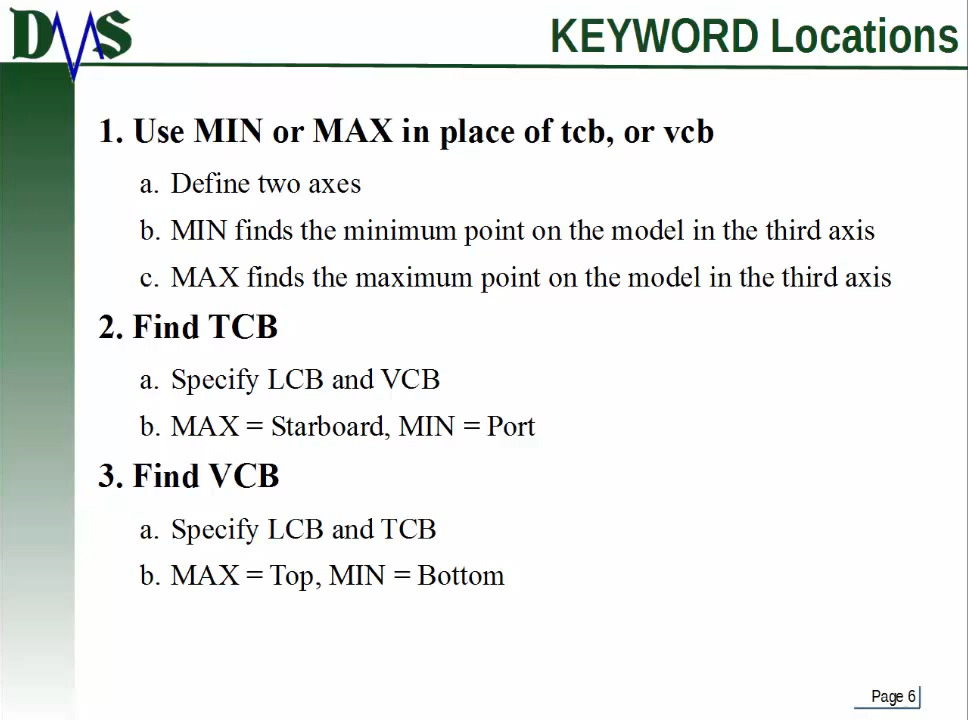 DMS
KEYWORD Locations
1. Use MIN or MAX in place of tcb, or vcb
a. Define two axes
b. MIN finds the minimum point on the model in the third axis
c. MAX finds the maximum point on the model in the third axis
2. Find TCB
a. Specify LCB and VCB
b. MAX = Starboard, MIN = Port
3. Find VCB
a. Specify LCB and TCB
b. MAX = Top, MIN = Bottom
Page 6